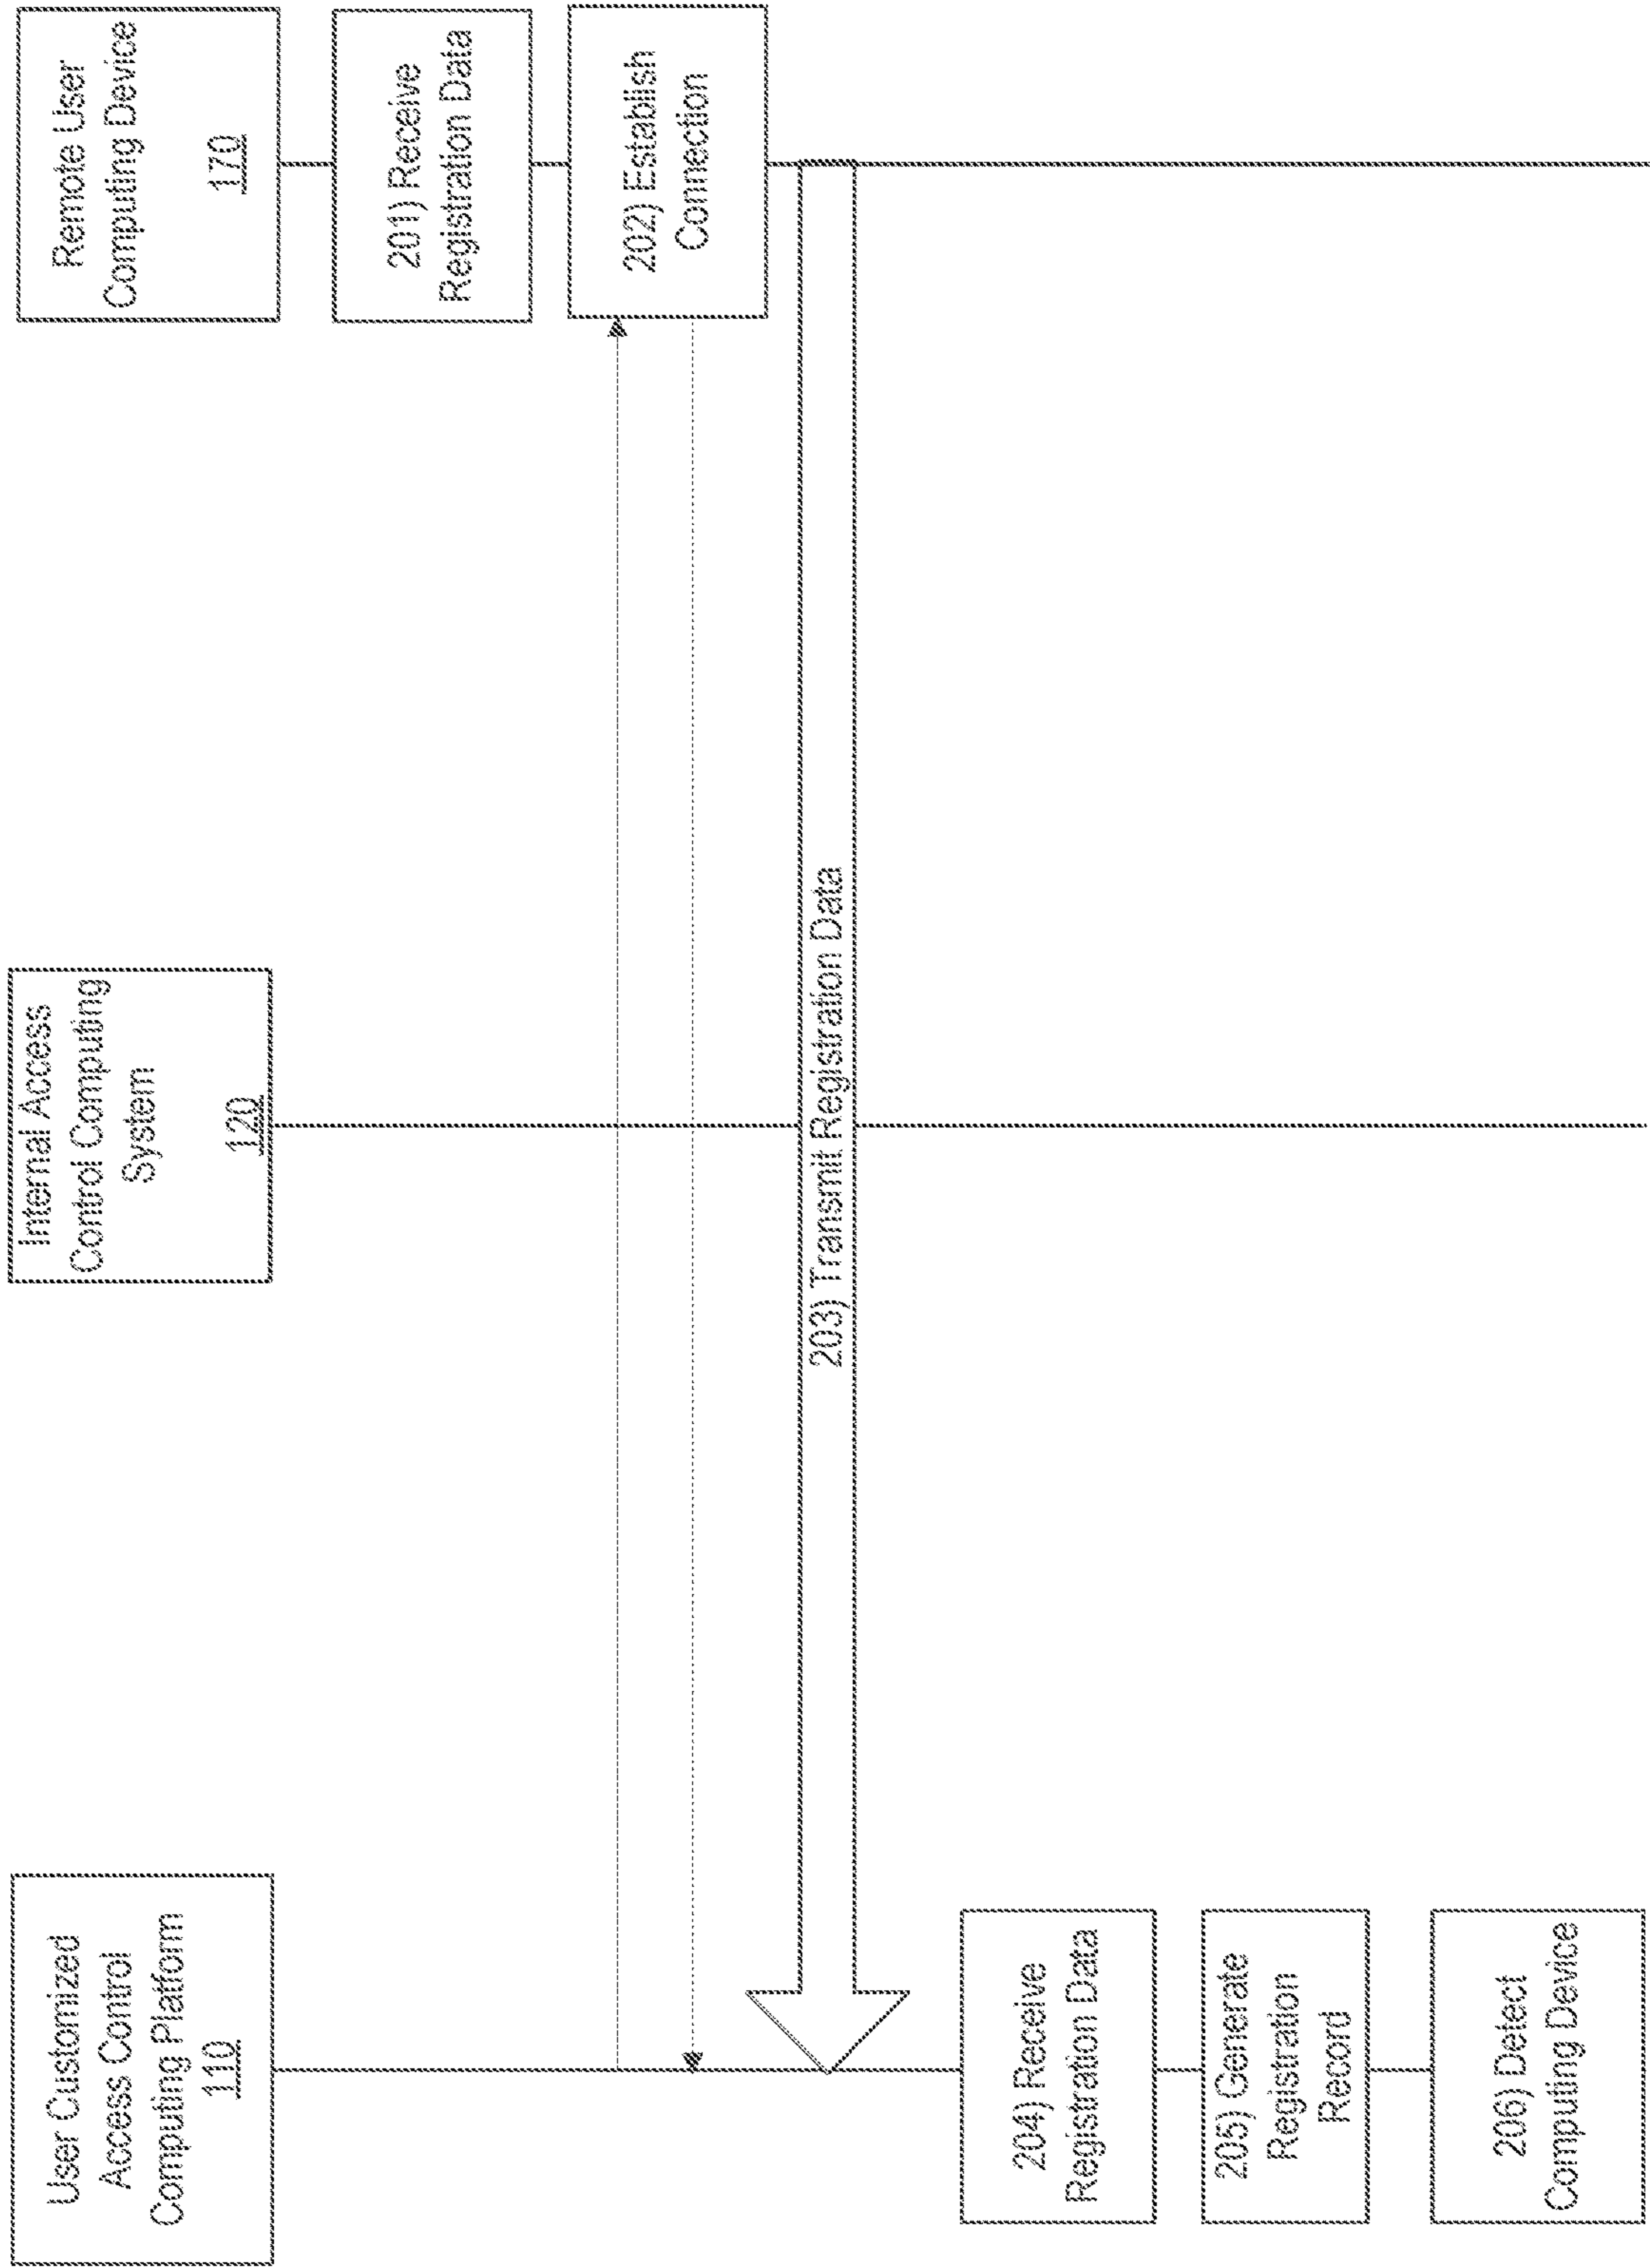 User Customized
Access Control
Computing Platform
110
Internal Access
Control Computing
System
120
Remote User
Computing Device
170
201) Receive
Registration Data
202) Establish
Connection
203) Transmit Registration Data
204) Receive
Registration Data
205) Generate
Registration
Record
206) Detect
Computing Device